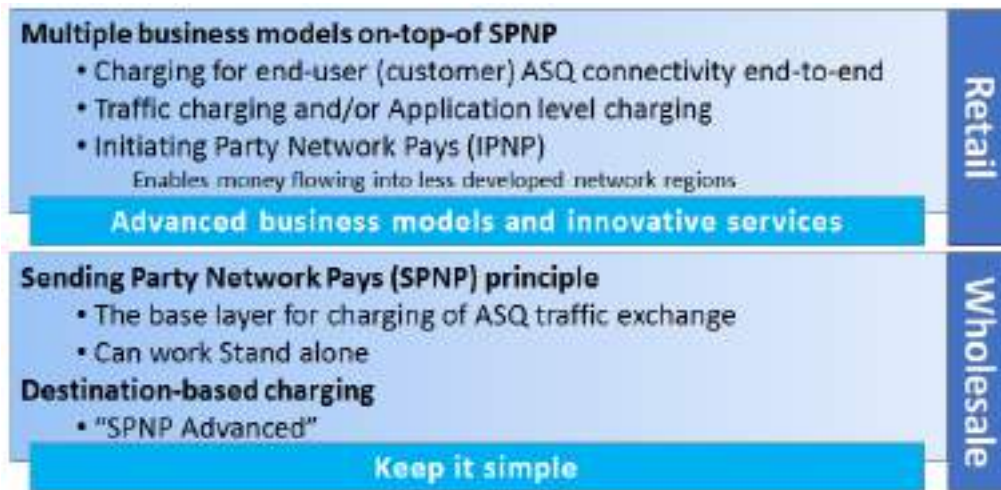 Multiple business models on-top-of SPNP
• Charging for end-user (customer) ASQ connectivity end-to-end
• Traffic charging and/or Application level charging
• Initiating Party Network Pays (IPNP)
Enables money flowing into less developed network regions
Advanced business models and innovative services
Retail
Sending Party Network Pays (SPNP) principle
• The base layer for charging of ASQ traffic exchange
• Can work Stand alone
Destination-based charging
• “SPNP Advanced”
Keep it simple
Wholesale